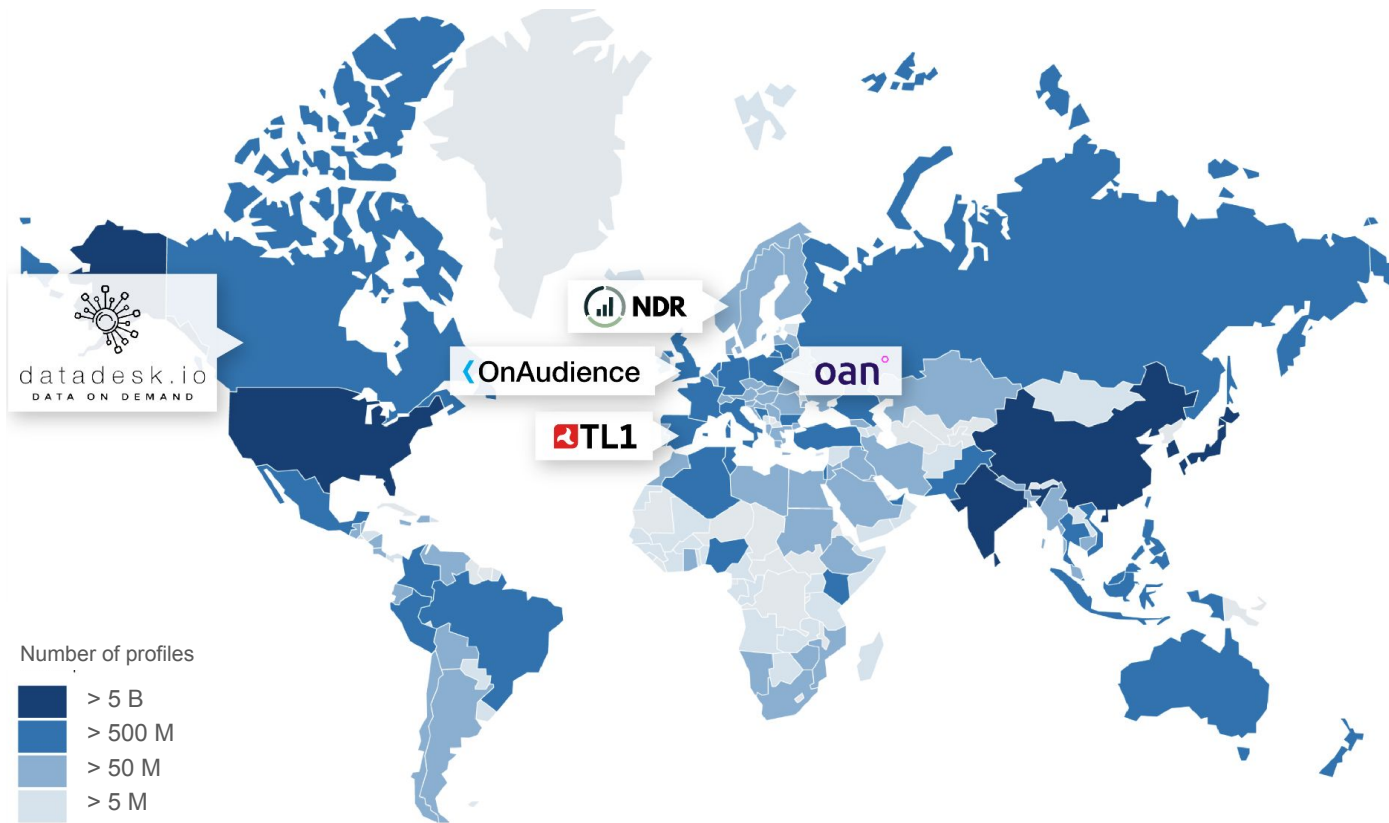 NDR
datadesk.io
DATA ON DEMAND
OnAudience
oan°
TL1
Number of profiles
> 5 B
> 500 M
> 50 M
> 5 M